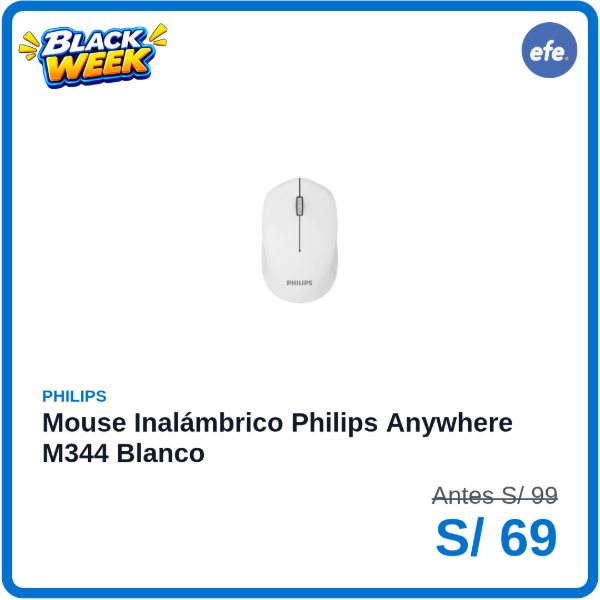 BLACK
WEEK
efe.
PHILIPS
PHILIPS
Mouse Inalámbrico Philips Anywhere
M344 Blanco
Antes S/ 99
S/ 69